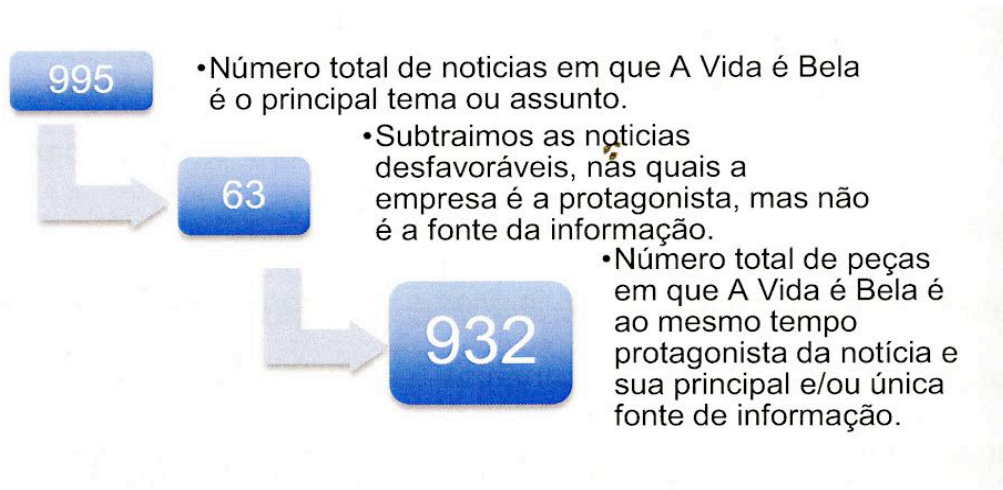 995
•Número total de noticias em que A Vida é Bela
é o principal tema ou assunto.
63
•Subtraimos as noticias
desfavoráveis, nas quais a
empresa é a protagonista, mas não
é a fonte da informação.
932
•Número total de peças
em que A Vida é Bela é
ao mesmo tempo
protagonista da notícia e
sua principal e/ou única
fonte de informação.